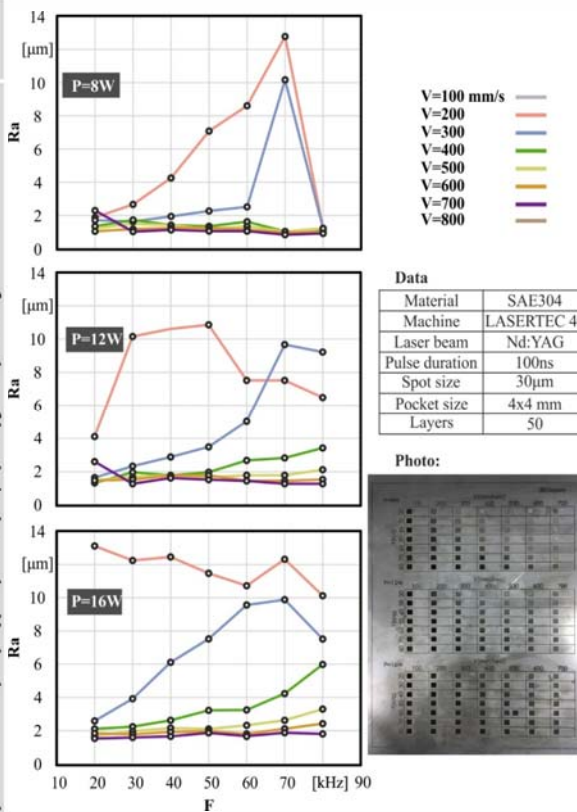 14
[μm]
12
10
8
6
4
2
0
Ra
P=8W
14
[μm]
12
10
8
6
4
2
0
Ra
P=12W
14
[μm]
12
10
8
6
4
2
0
Ra
P=16W
10 20 30 40 50 60 70 [kHz] 90
F
V=100 mm/s
V=200
V=300
V=400
V=500
V=600
V=700
V=800
Data
Material SAE304
Machine LASERTEC 4
Laser beam Nd:YAG
Pulse duration 100ns
Spot size 30μm
Pocket size 4x4 mm
Layers 50
Photo: